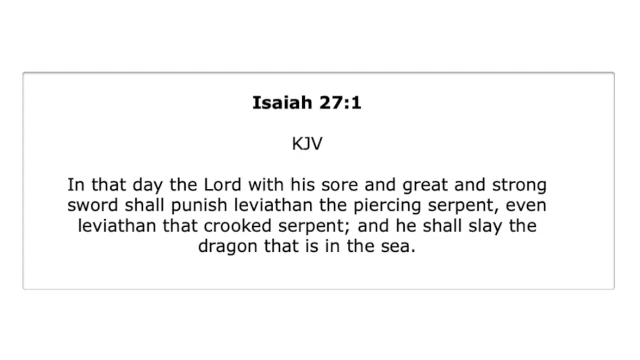 Isaiah 27:1
KJV
In that day the Lord with his sore and great and strong
sword shall punish leviathan the piercing serpent, even
leviathan that crooked serpent; and he shall slay the
dragon that is in the sea.